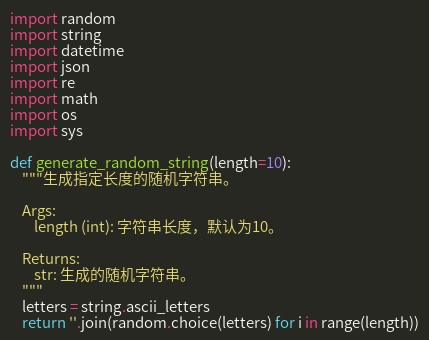 import random
import string
import datetime
import json
import re
import math
import os
import sys
def generate_random_string(length=10):
"""生成指定长度的随机字符串。
Args:
length (int): 字符串长度，默认为10。
Returns:
str: 生成的随机字符串。
"""
letters = string.ascii_letters
return ''.join(random.choice(letters) for i in range(length))